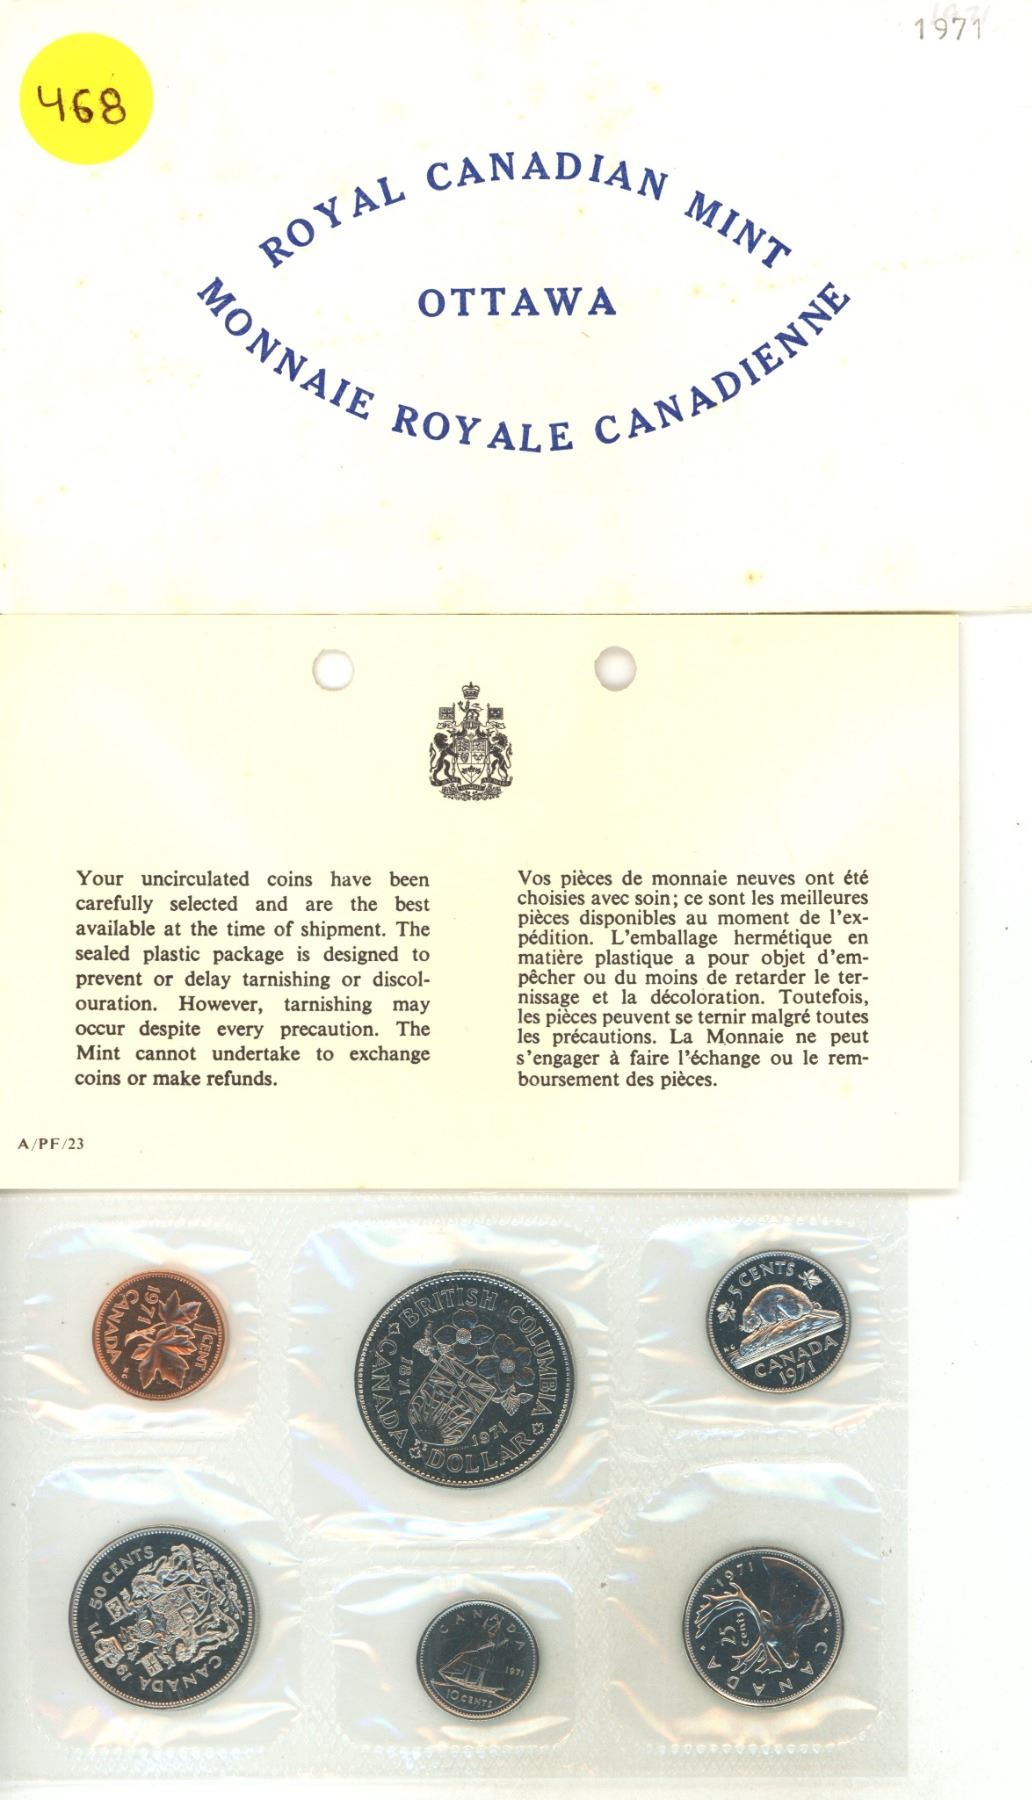 1971
468
ROYAL CANADIAN MINT
OTTAWA
MONNAIE ROYALE CANADIENNE
Your uncirculated coins have been
carefully selected and are the best
available at the time of shipment. The
sealed plastic package is designed to
prevent or delay tarnishing or discol-
ouration. However, tarnishing may
occur despite every precaution. The
Mint cannot undertake to exchange
coins or make refunds.
Vos pièces de monnaie neuves ont été
choisies avec soin; ce sont les meilleures
pièces disponibles au moment de l'ex-
pédition. L'emballage hermétique en
matière plastique a pour objet d'em-
pêcher ou du moins de retarder le ter-
nissage et la décoloration. Toutefois,
les pièces peuvent se ternir malgré toutes
les précautions. La Monnaie ne peut
s'engager à faire l'échange ou le rem-
boursement des pièces.
A/PF/23
1 CENT
1971
CANADA
BRITISH COLUMBIA
1871
1971
CANADA
DOLLAR
5 CENTS
CANADA
1971
50 CENTS
CANADA
1971
CANADA
1971
10 CENTS
1971
25
cents
CANADA